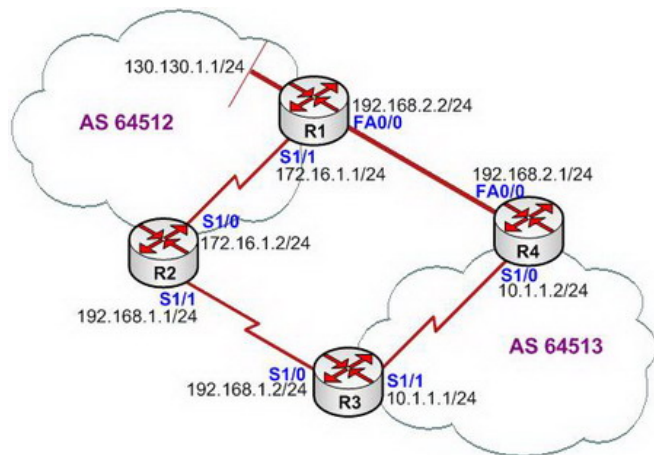 130.130.1.1/24
AS 64512
R1
192.168.2.2/24
FA0/0
S1/1
172.16.1.1/24
192.168.2.1/24
FA0/0
R4
S1/0
10.1.1.2/24
S1/0
172.16.1.2/24
R2
S1/1
192.168.1.1/24
AS 64513
S1/0
192.168.1.2/24
R3
S1/1
10.1.1.1/24